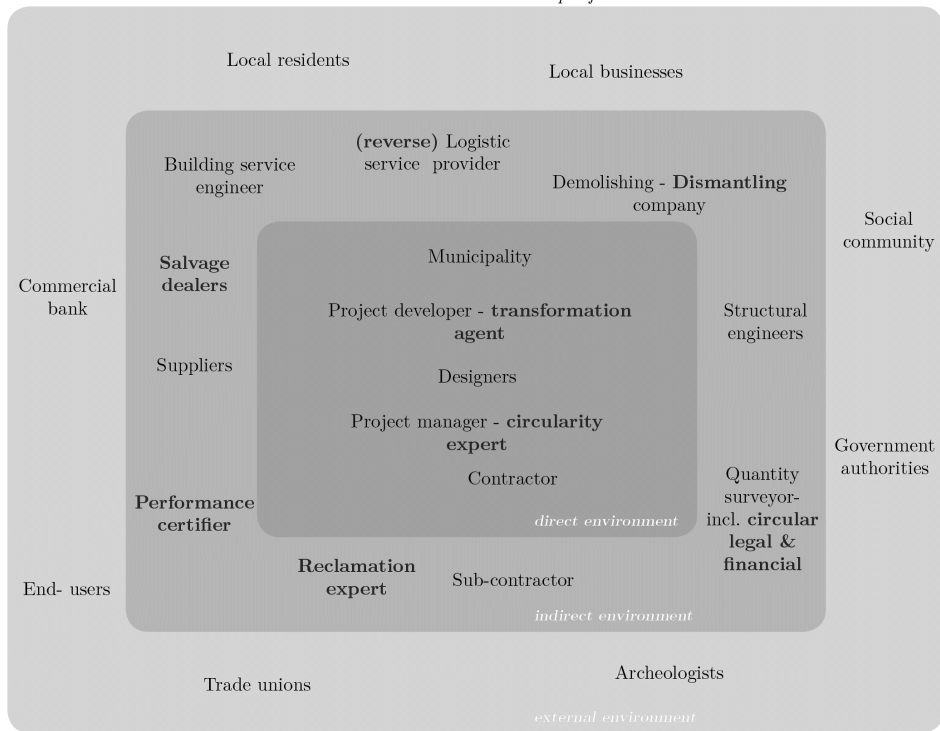 Local residents
Local businesses
(reverse) Logistic
service provider
Building service
engineer
Demolishing - Dismantling
company
Social
community
Municipality
Salvage
dealers
Commercial
bank
Project developer - transformation
agent
Structural
engineers
Suppliers
Designers
Project manager - circularity
expert
Government
authorities
Contractor
Quantity
surveyor-
incl. circular
legal &
financial
Performance
certifier
direct environment
Reclamation
expert
Sub-contractor
End- users
indirect environment
Trade unions
Archeologists
external environment